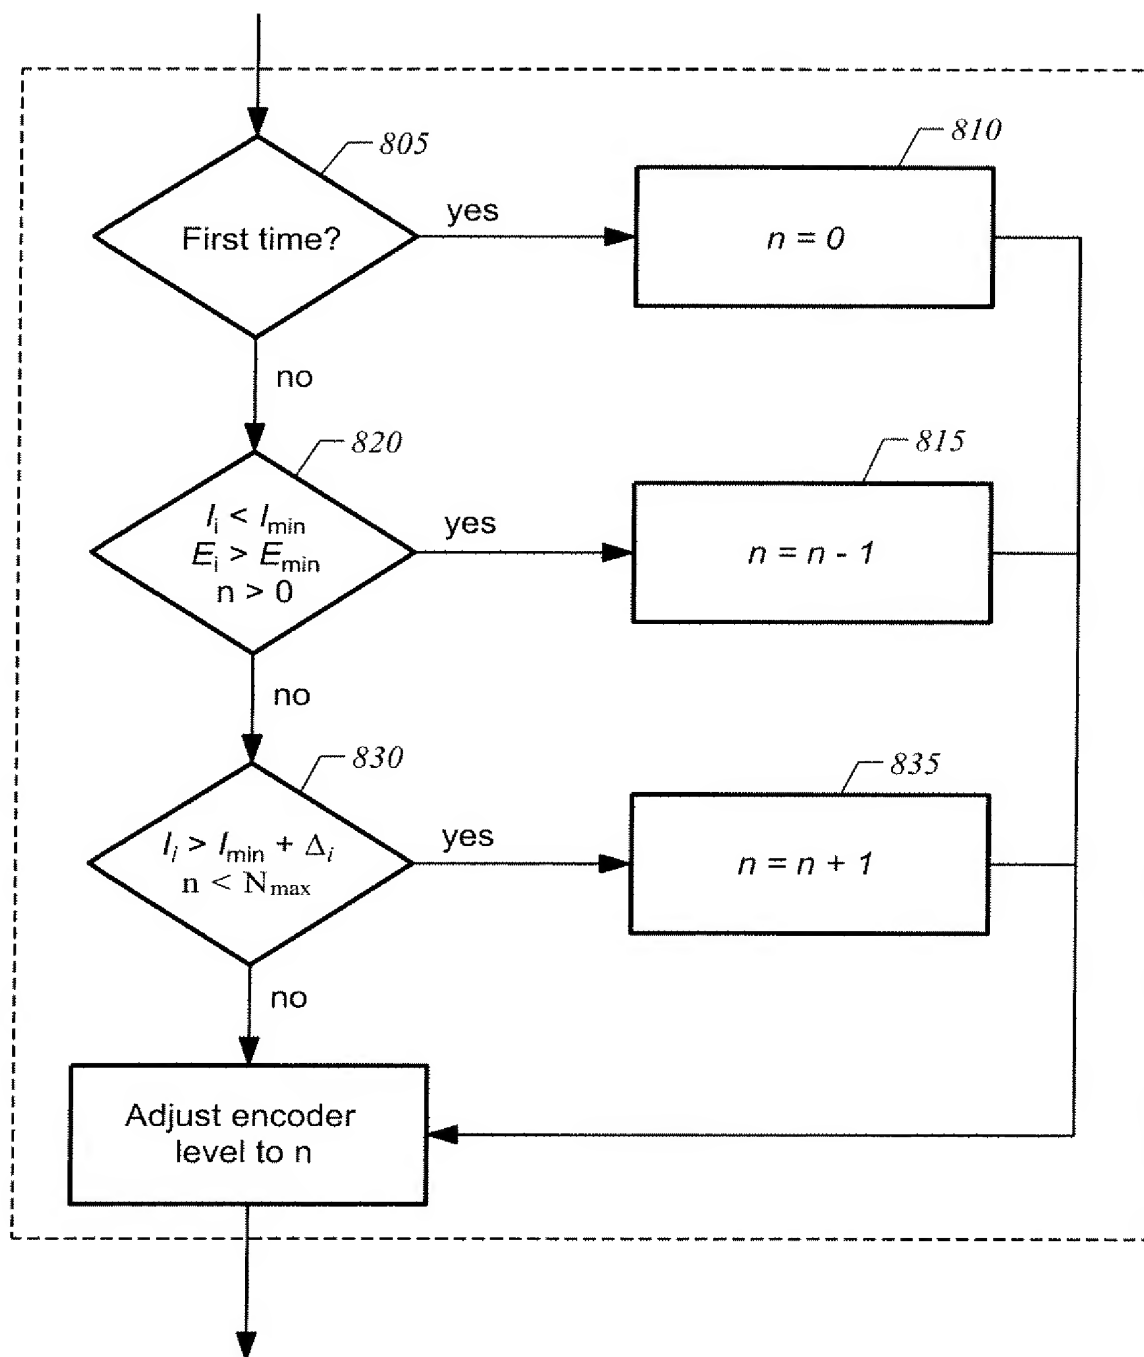 805
810
First time?
yes
n = 0
no
820
815
I_i < I_min
E_i > E_min
n > 0
yes
n = n - 1
no
830
835
I_i > I_min + Δ_i
n < N_max
yes
n = n + 1
no
Adjust encoder
level to n